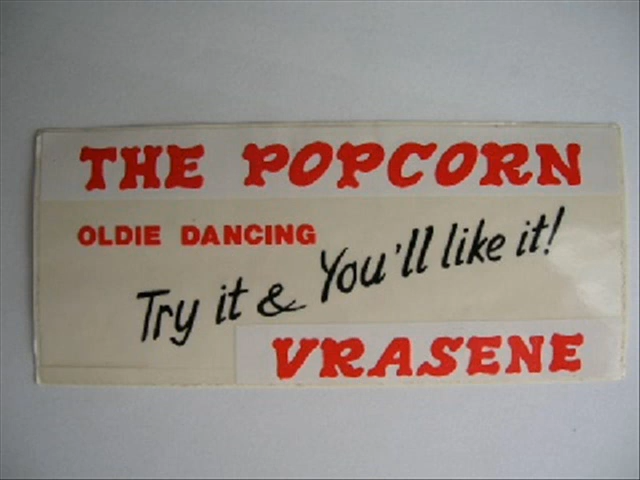 THE POPCORN
OLDIE DANCING
Try it & You'll like it!
VRASENE